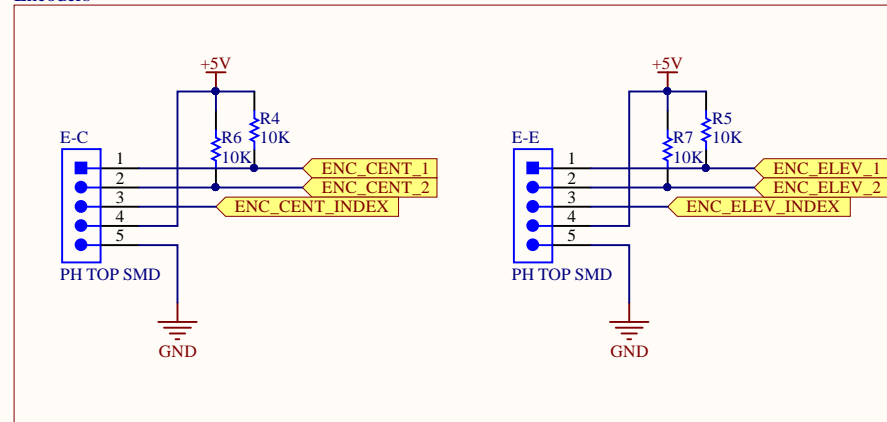 +5V
R4
10K
R6
10K
E-C
1
2
3
4
5
ENC_CENT_1
ENC_CENT_2
ENC_CENT_INDEX
PH TOP SMD
GND
+5V
R5
10K
R7
10K
E-E
1
2
3
4
5
ENC_ELEV_1
ENC_ELEV_2
ENC_ELEV_INDEX
PH TOP SMD
GND